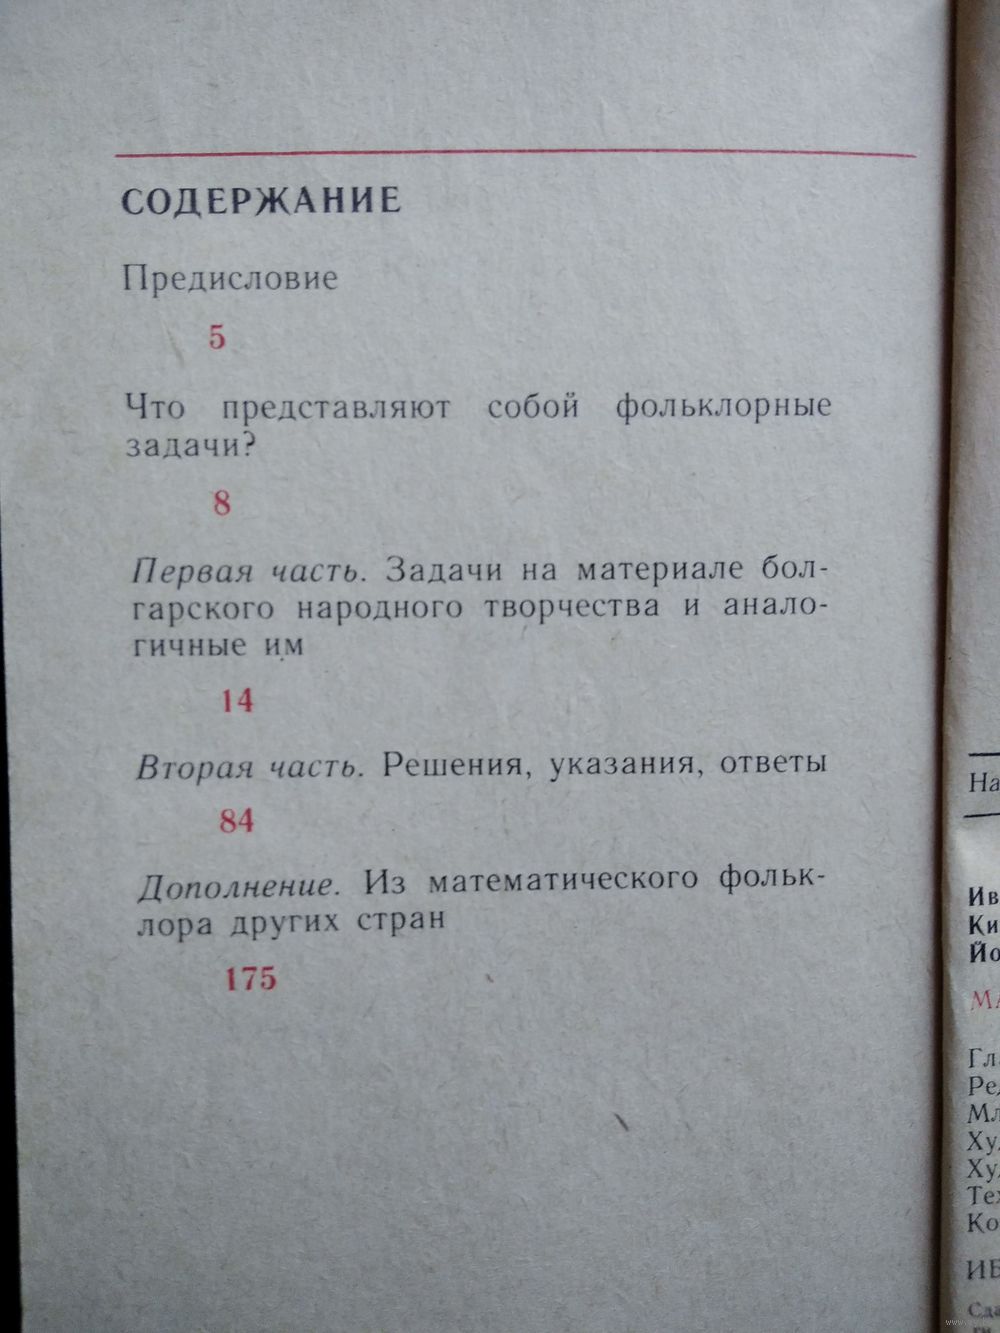 СОДЕРЖАНИЕ
Предисловие
5
Что представляют собой фольклорные
задачи?
8
Первая часть. Задачи на материале бол-
гарского народного творчества и анало-
гичные им
14
Вторая часть. Решения, указания, ответы
84
Дополнение. Из математического фольк-
лора других стран
175